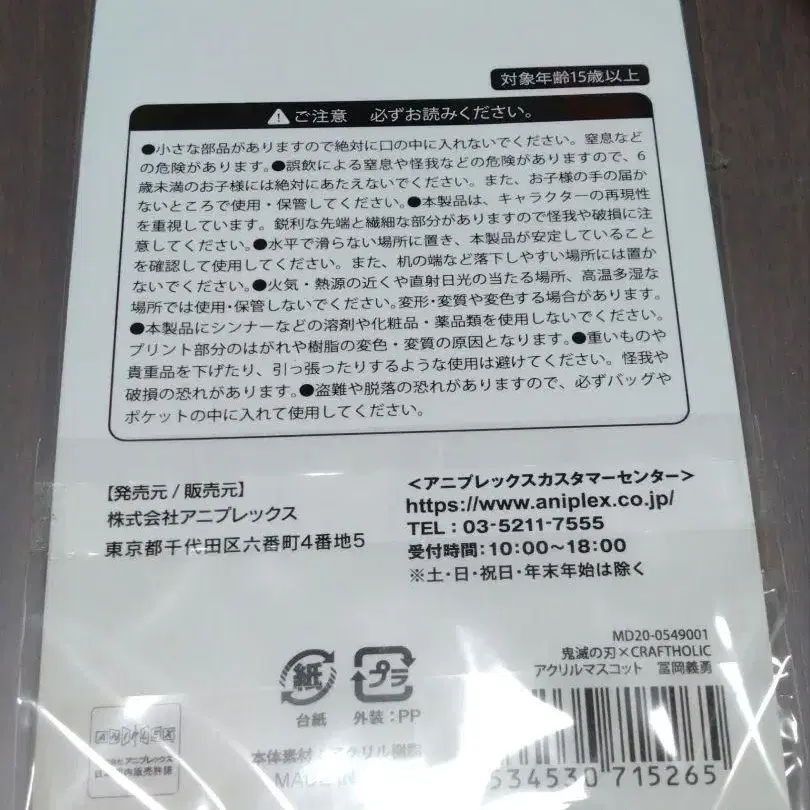 対象年齢15歳以上
ご注意 必ずお読みください。
●小さな部品がありますので絶対に口の中に入れないでください。窒息など
の危険があります。●誤飲による窒息や怪我などの危険がありますので、6
歳未満のお子様には絶対にあたえないでください。また、お子様の手の届か
ないところで使用・保管してください。●本製品は、キャラクターの再現性
を重視しています。鋭利な先端と繊細な部分がありますので怪我や破損に注
意してください。●水平で滑らない場所に置き、本製品が安定していること
を確認して使用してください。また、机の端など落下しやすい場所には置か
ないでください。●火気・熱源の近くや直射日光の当たる場所、高温多湿な
場所では使用・保管しないでください。変形・変質や変色する場合があります。
●本製品にシンナーなどの溶剤や化粧品・薬品類を使用しないでください。
プリント部分のはがれや樹脂の変色・変質の原因となります。●重いものや
貴重品を下げたり、引っ張ったりするような使用は避けてください。怪我や
破損の恐れがあります。●盗難や脱落の恐れがありますので、必ずバッグや
ポケットの中に入れて使用してください。
【発売元/販売元】
株式会社アニプレックス
東京都千代田区六番町4番地5
<アニプレックスカスタマーセンター>
https://www.aniplex.co.jp/
TEL:03-5211-7555
受付時間:10:00〜18:00
※土・日・祝日・年末年始は除く
紙
台紙
プラ
外装:PP
MD20-0549001
鬼滅の刃×CRAFTHOLIC
アクリルマスコット 冨岡義勇
534530 715265
ANIPLEX
株式会社アニプレックス
日本国内販売許諾
本体素材:アクリル樹脂